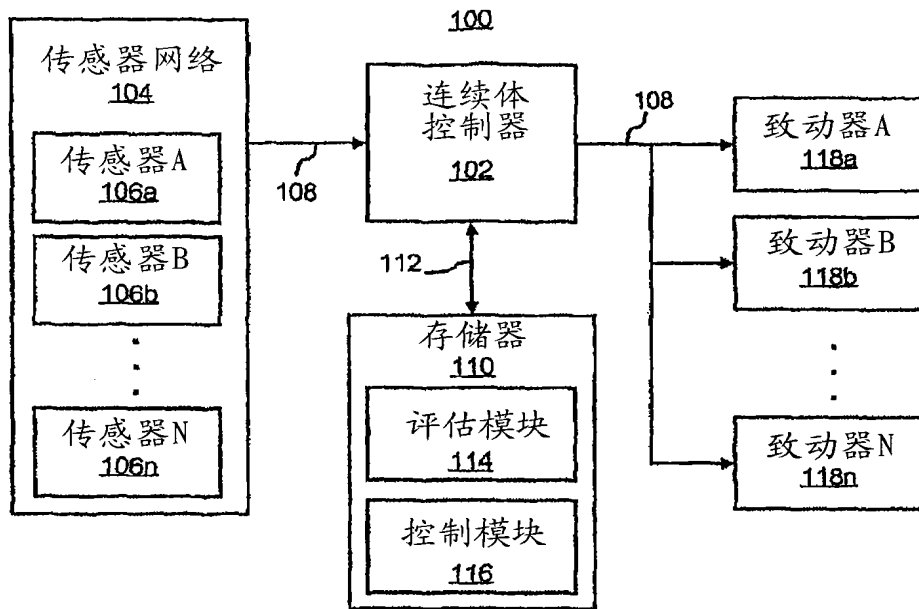 100
传感器网络
104
传感器A
106a
传感器B
106b
传感器N
106n
108
连续体
控制器
102
108
112
存储器
110
评估模块
114
控制模块
116
致动器A
118a
致动器B
118b
致动器N
118n